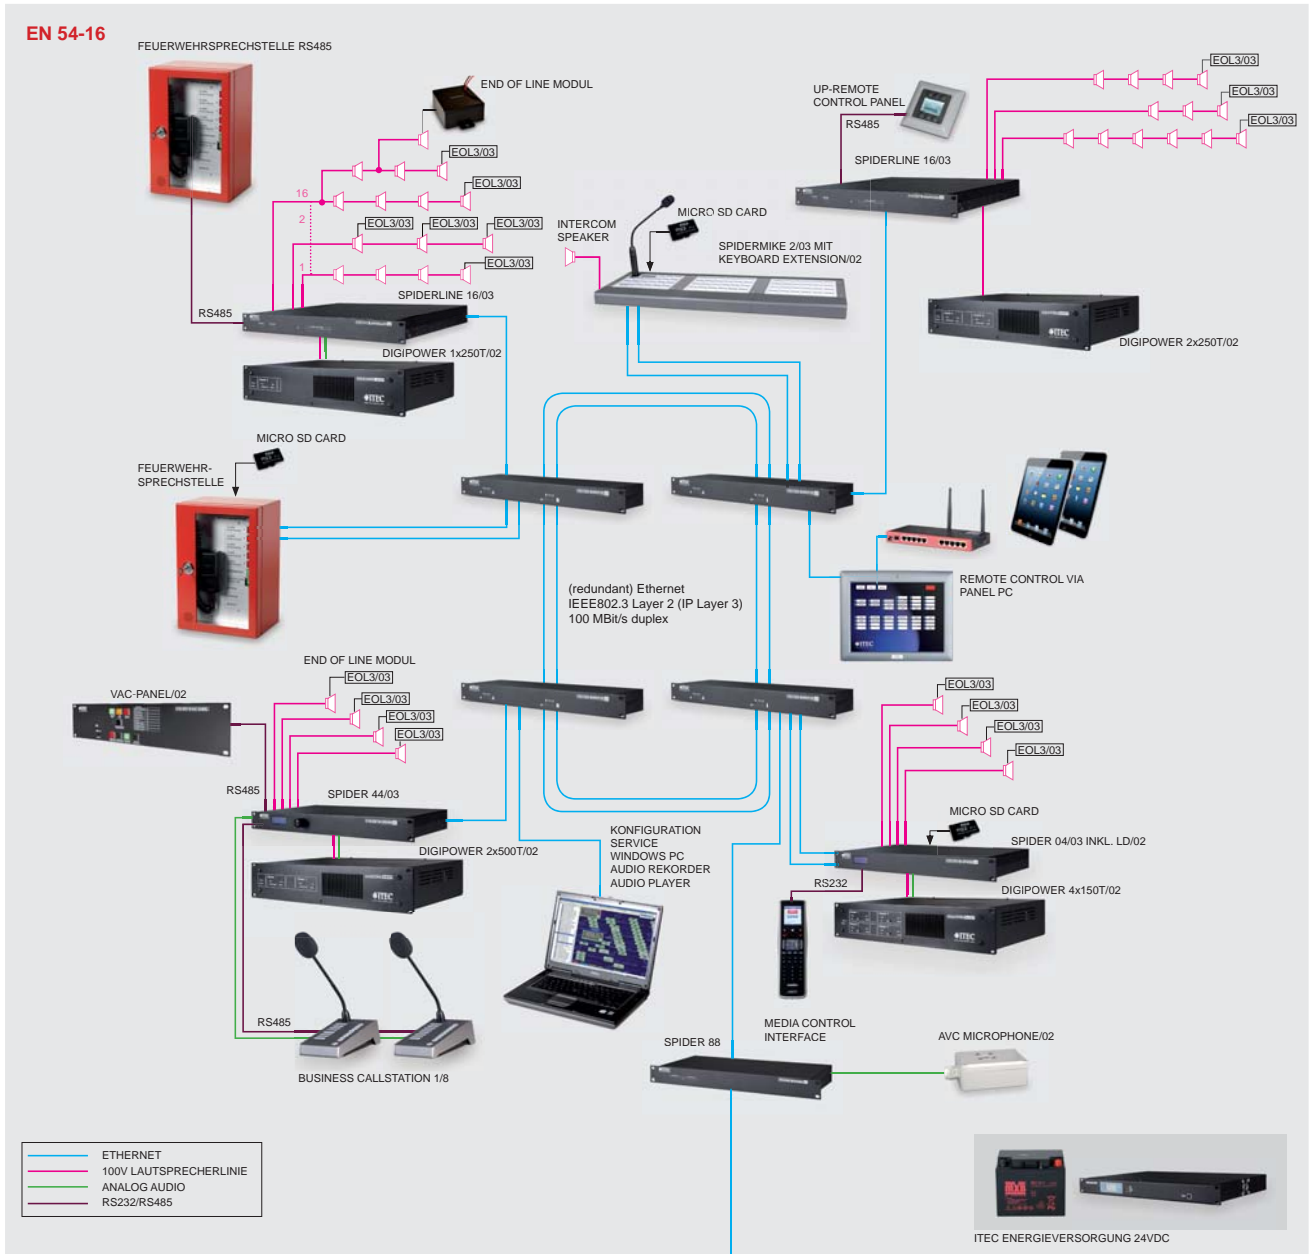 EN 54-16
FEUERWEHRSPRECHSTELLE RS485
END OF LINE MODUL
EOL3/03
16
EOL3/03
2
EOL3/03
EOL3/03
EOL3/03
1
EOL3/03
SPIDERLINE 16/03
RS485
DIGIPOWER 1x250T/02
ITEC
UP-REMOTE
CONTROL PANEL
RS485
EOL3/03
EOL3/03
EOL3/03
SPIDERLINE 16/03
INTERCOM
SPEAKER
MICRO SD CARD
SPIDERMIKE 2/03 MIT
KEYBOARD EXTENSION/02
ITEC
DIGIPOWER 2x250T/02
MICRO SD CARD
FEUERWEHR-
SPRECHSTELLE
(redundant) Ethernet
IEEE802.3 Layer 2 (IP Layer 3)
100 MBit/s duplex
REMOTE CONTROL VIA
PANEL PC
ITEC
END OF LINE MODUL
VAC-PANEL/02
EOL3/03
EOL3/03
EOL3/03
EOL3/03
RS485
SPIDER 44/03
DIGIPOWER 2x500T/02
ITEC
RS485
BUSINESS CALLSTATION 1/8
KONFIGURATION
SERVICE
WINDOWS PC
AUDIO REKORDER
AUDIO PLAYER
EOL3/03
EOL3/03
EOL3/03
EOL3/03
MICRO SD CARD
SPIDER 04/03 INKL. LD/02
RS232
DIGIPOWER 4x150T/02
ITEC
MEDIA CONTROL
INTERFACE
SPIDER 88
AVC MICROPHONE/02
ETHERNET
100V LAUTSPRECHERLINIE
ANALOG AUDIO
RS232/RS485
ITEC ENERGIEVERSORGUNG 24VDC